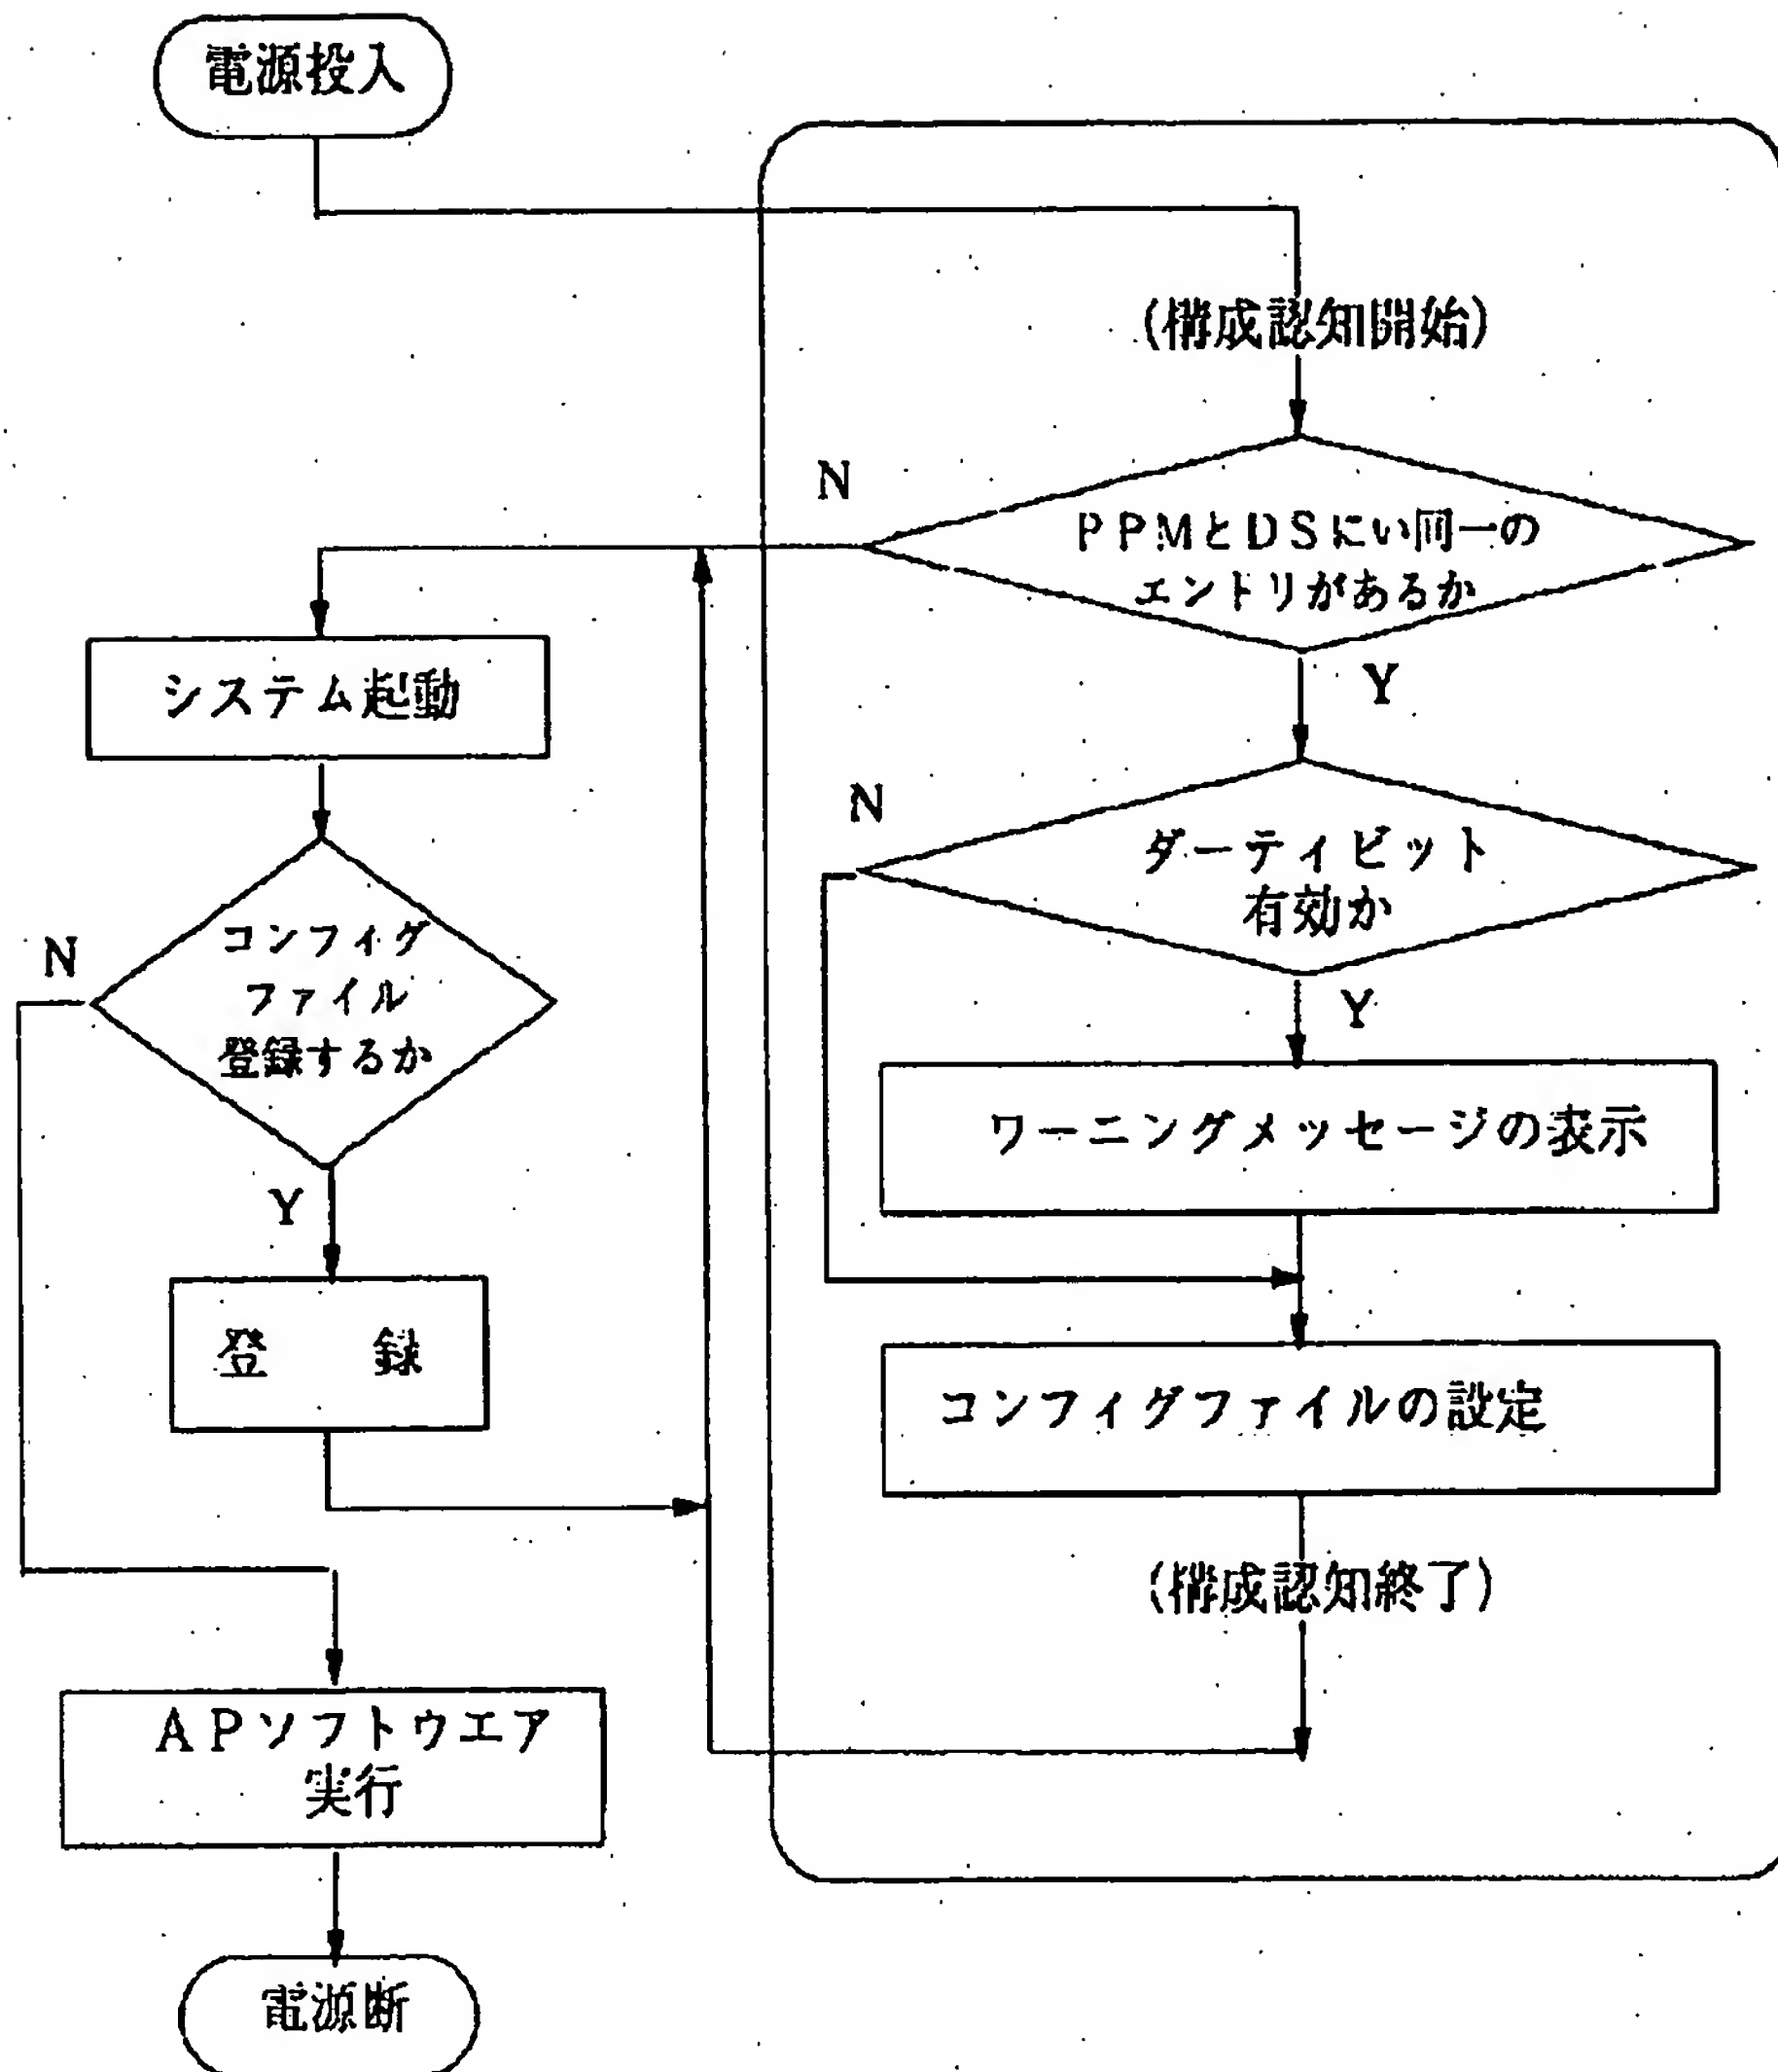 電源投入
(構成認知開始)
N
PPMとDSにい同一の
エントリがあるか
Y
システム起動
N
ダーティビット
有効か
Y
コンフィグ
ファイル
登録するか
N
Y
ワーニングメッセージの表示
登 録
コンフィグファイルの設定
(構成認知終了)
APソフトウエア
実行
電源断